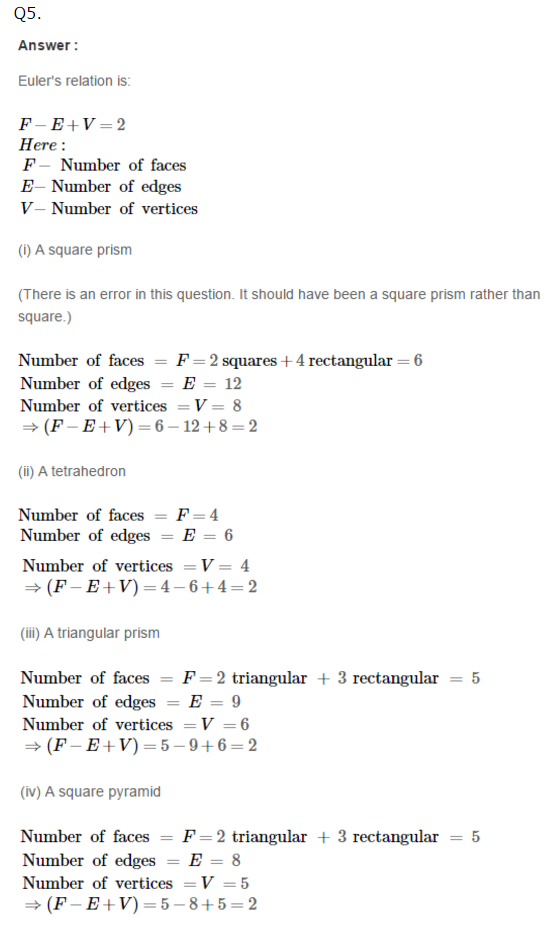 Q5.
Answer :
Euler's relation is:
F − E + V = 2
Here :
F − Number of faces
E− Number of edges
V− Number of vertices
(i) A square prism
(There is an error in this question. It should have been a square prism rather than
square.)
Number of faces = F = 2 squares + 4 rectangular = 6
Number of edges = E = 12
Number of vertices = V = 8
⇒ (F − E + V) = 6 − 12 + 8 = 2
(ii) A tetrahedron
Number of faces = F = 4
Number of edges = E = 6
Number of vertices = V = 4
⇒ (F − E + V) = 4 − 6 + 4 = 2
(iii) A triangular prism
Number of faces = F = 2 triangular + 3 rectangular = 5
Number of edges = E = 9
Number of vertices = V = 6
⇒ (F − E + V) = 5 − 9 + 6 = 2
(iv) A square pyramid
Number of faces = F = 2 triangular + 3 rectangular = 5
Number of edges = E = 8
Number of vertices = V = 5
⇒ (F − E + V) = 5 − 8 + 5 = 2